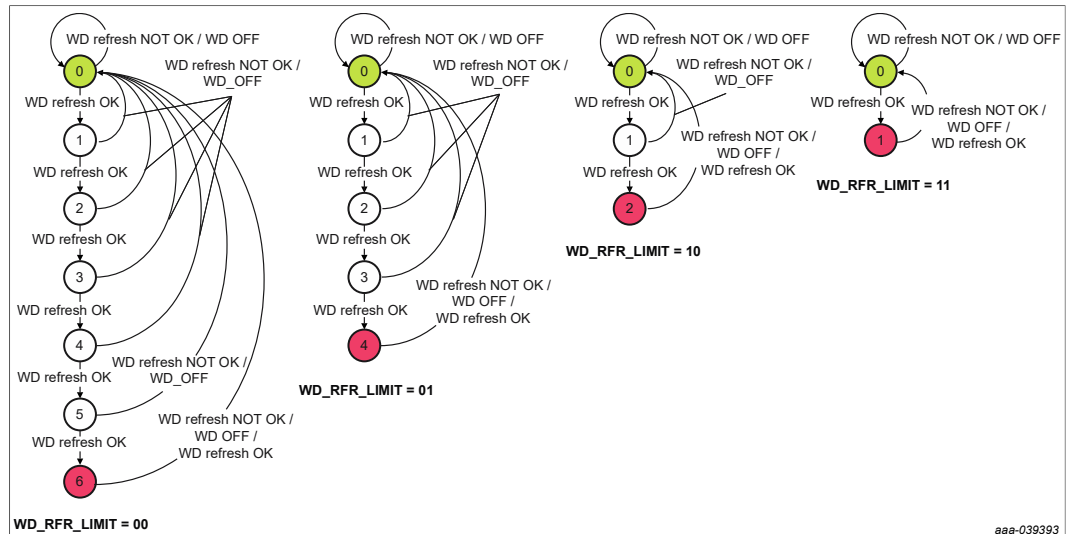 WD refresh NOT OK / WD OFF
0
WD refresh NOT OK /
WD_OFF
WD refresh OK
1
WD refresh OK
2
WD refresh OK
3
WD refresh OK
4
WD refresh OK
WD refresh NOT OK /
WD_OFF
5
WD refresh OK
WD refresh NOT OK /
WD OFF /
WD refresh OK
6
WD_RFR_LIMIT = 00
WD refresh NOT OK / WD OFF
0
WD refresh NOT OK /
WD_OFF
WD refresh OK
1
WD refresh OK
2
WD refresh OK
3
WD refresh OK
WD refresh NOT OK /
WD OFF /
WD refresh OK
4
WD_RFR_LIMIT = 01
WD refresh NOT OK / WD OFF
0
WD refresh NOT OK /
WD_OFF
WD refresh OK
1
WD refresh OK
WD refresh NOT OK /
WD OFF /
WD refresh OK
2
WD_RFR_LIMIT = 10
WD refresh NOT OK / WD OFF
0
WD refresh OK
WD refresh NOT OK /
WD OFF /
WD refresh OK
1
WD_RFR_LIMIT = 11
aaa-039393